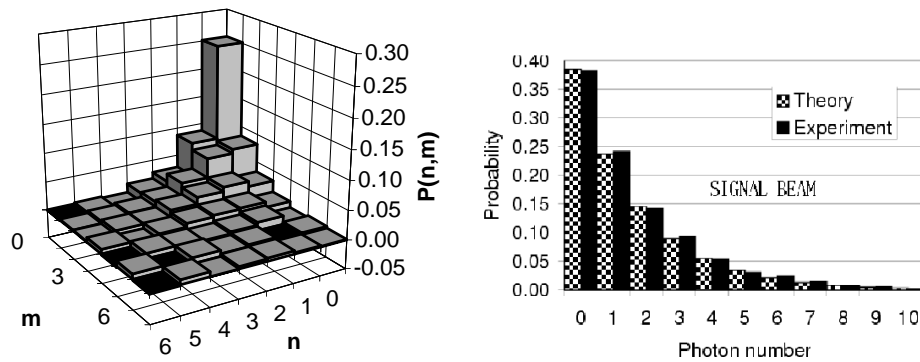 0.30
0.25
0.20
0.15
0.10
0.05
0.00
-0.05
P(n,m)
0
3
6
m
6 5 4 3 2 1 0
n
0.40
0.35
0.30
0.25
0.20
0.15
0.10
0.05
0.00
Probability
Theory
Experiment
SIGNAL BEAM
0 1 2 3 4 5 6 7 8 9 10
Photon number